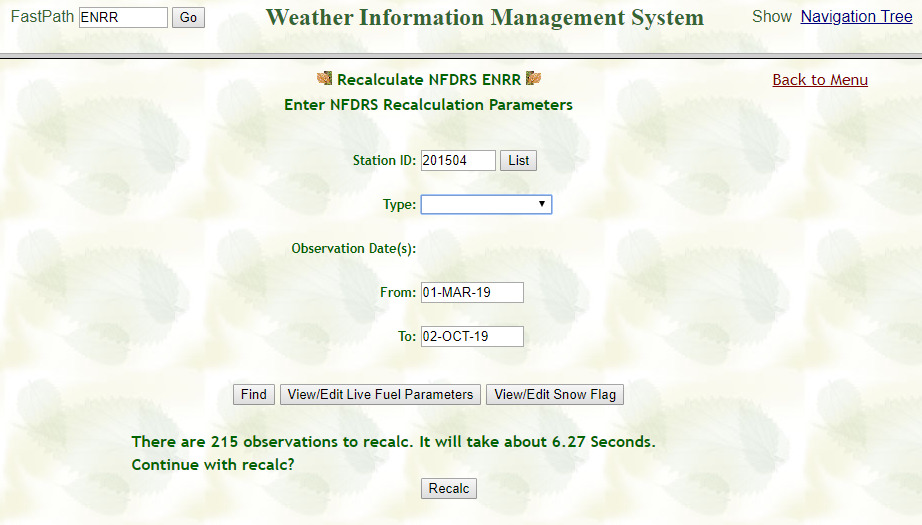 FastPath ENRR Go Weather Information Management System Show Navigation Tree
Recalculate NFDRS ENRR Back to Menu
Enter NFDRS Recalculation Parameters
Station ID: 201504 List
Type:
Observation Date(s):
From: 01-MAR-19
To: 02-OCT-19
Find View/Edit Live Fuel Parameters View/Edit Snow Flag
There are 215 observations to recalc. It will take about 6.27 Seconds.
Continue with recalc?
Recalc